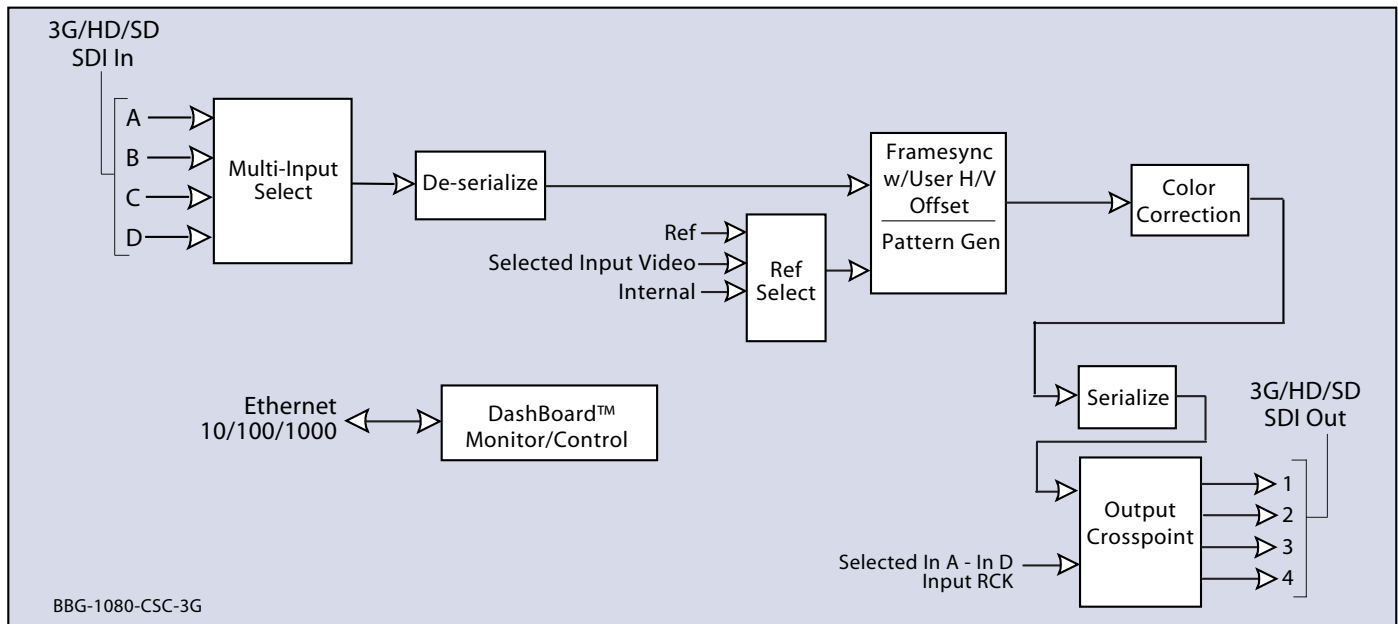 3G/HD/SD
SDI In
A
B
C
D
Multi-Input
Select
De-serialize
Ref
Selected Input Video
Internal
Ref
Select
Framesync
w/User H/V
Offset
Pattern Gen
Color
Correction
Ethernet
10/100/1000
DashBoard™
Monitor/Control
Serialize
3G/HD/SD
SDI Out
Selected In A - In D
Input RCK
Output
Crosspoint
1
2
3
4
BBG-1080-CSC-3G